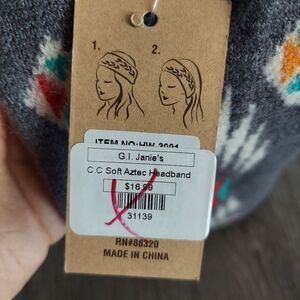 1. 2.
ITEM NO:HW-3001
G.I. Janie's
C.C Soft Aztec Headband
$16.99
31139
RN#88320
MADE IN CHINA